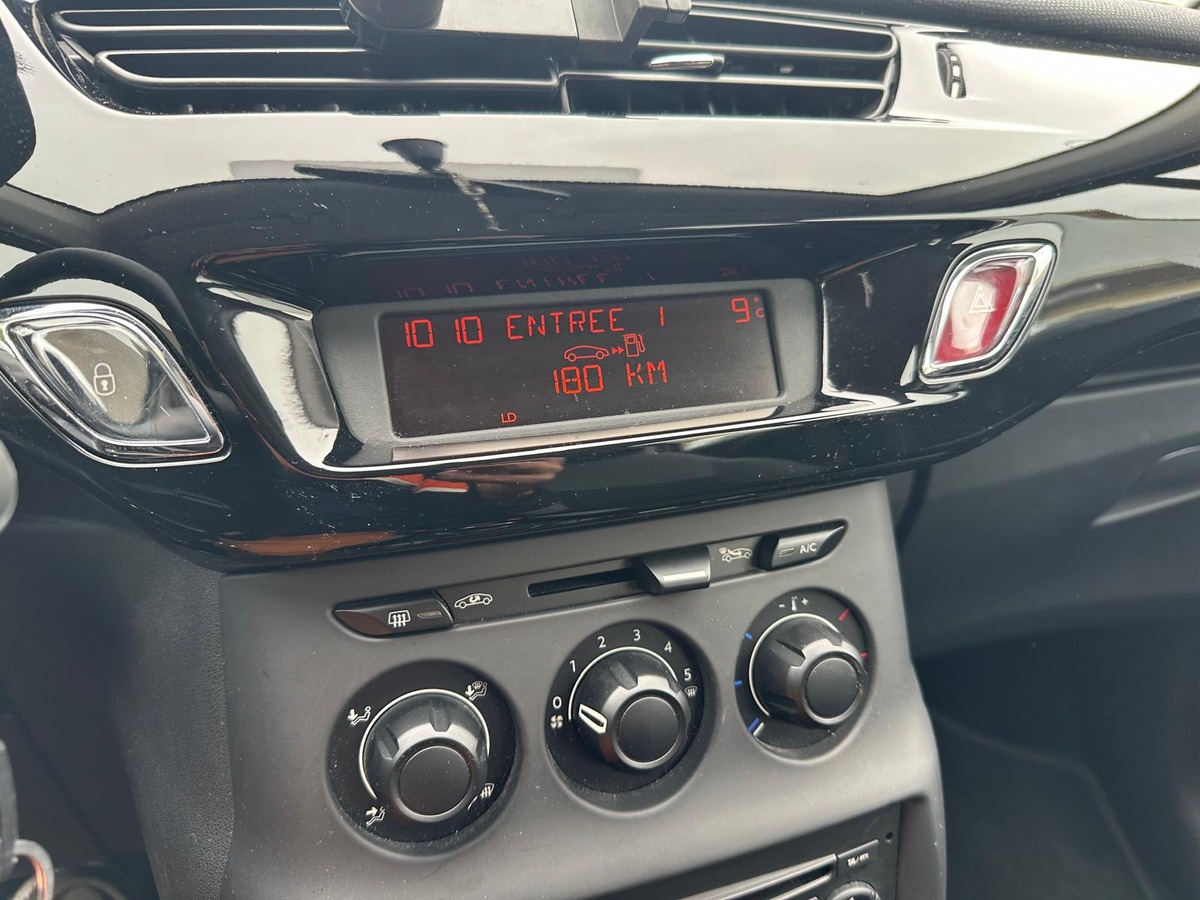 10 10 ENTREE 1 9°C
180 KM
LD
A/C
0 1 2 3 4 5
- +